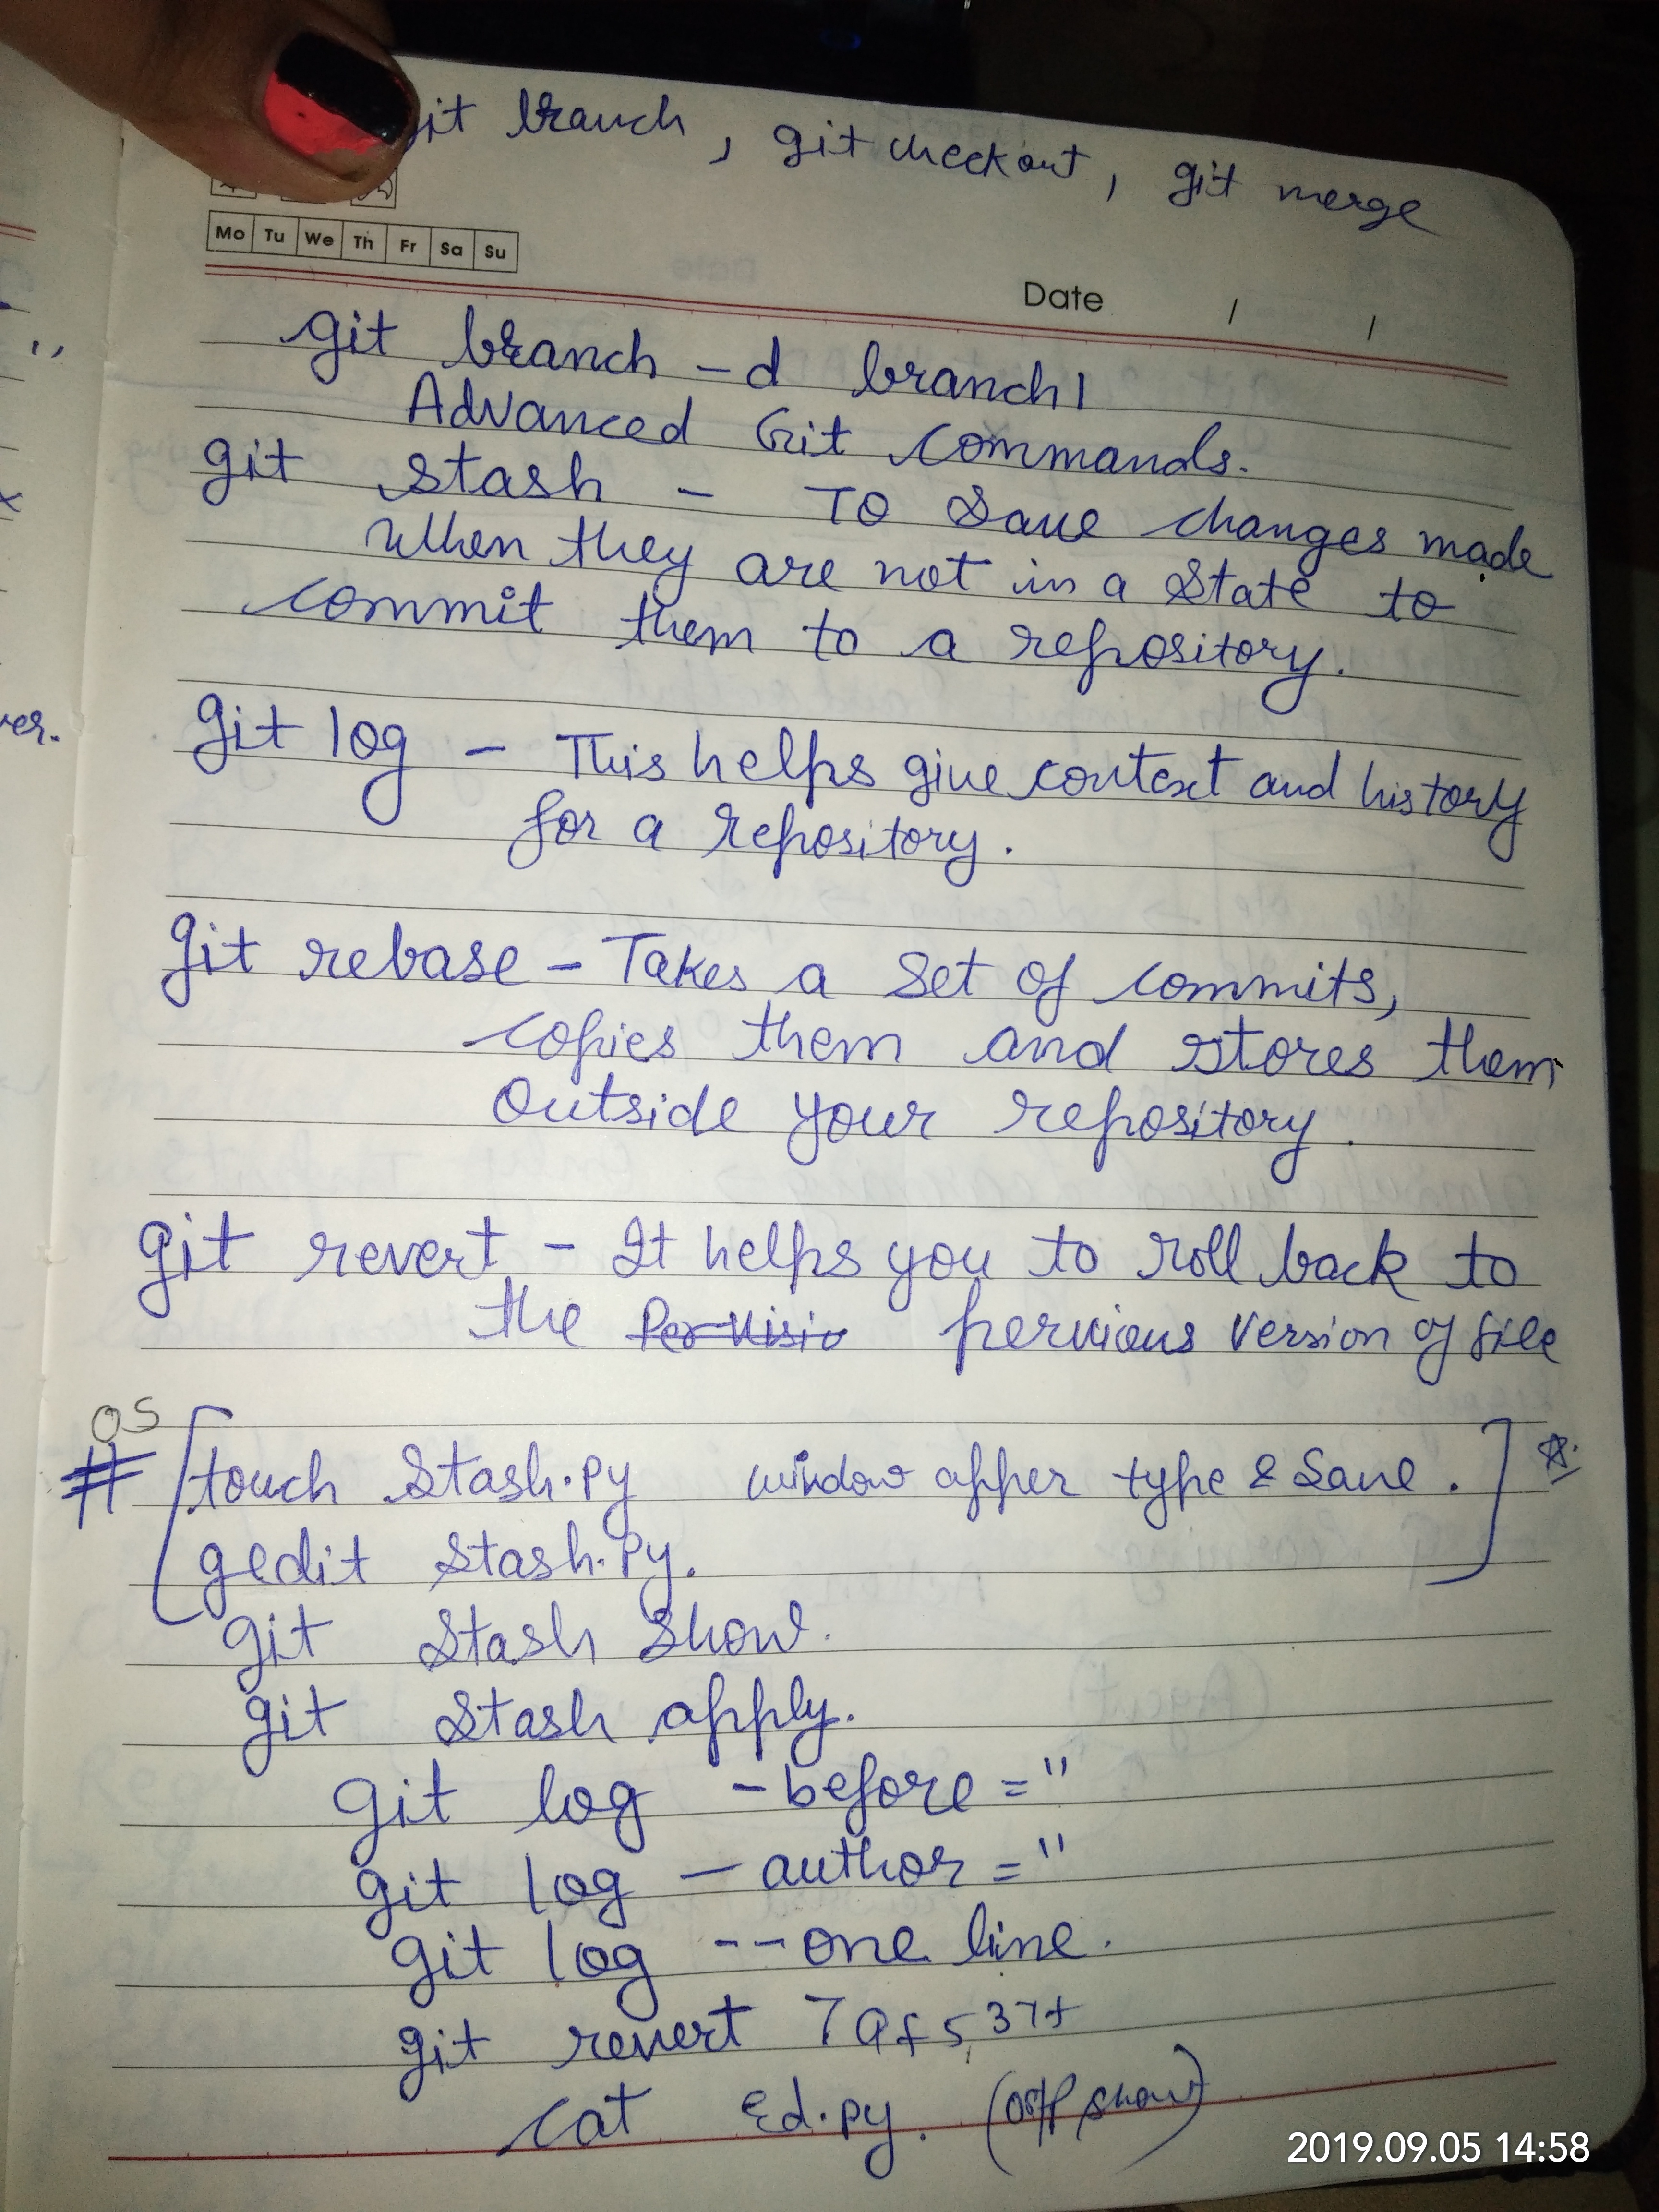 git branch, git checkout, git merge
Mo Tu We Th Fr Sa Su
Date / /
git branch -d branch1
Advanced Git commands.
git stash - To Save changes made
when they are not in a State to
commit them to a repository.
git log - This helps give context and history
for a repository.
git rebase - Takes a set of commits,
copies them and stores them
outside your repository.
git revert - It helps you to roll back to
the pervious version of file
OS
# [touch Stash.py window apper type & Save.] ☆
gedit Stash.py.
git Stash Show.
git Stash apply.
git log -before="
git log -author="
git log --one line.
git revert 7af537f
cat Ed.py. (O/P show)
2019.09.05 14:58
ver.